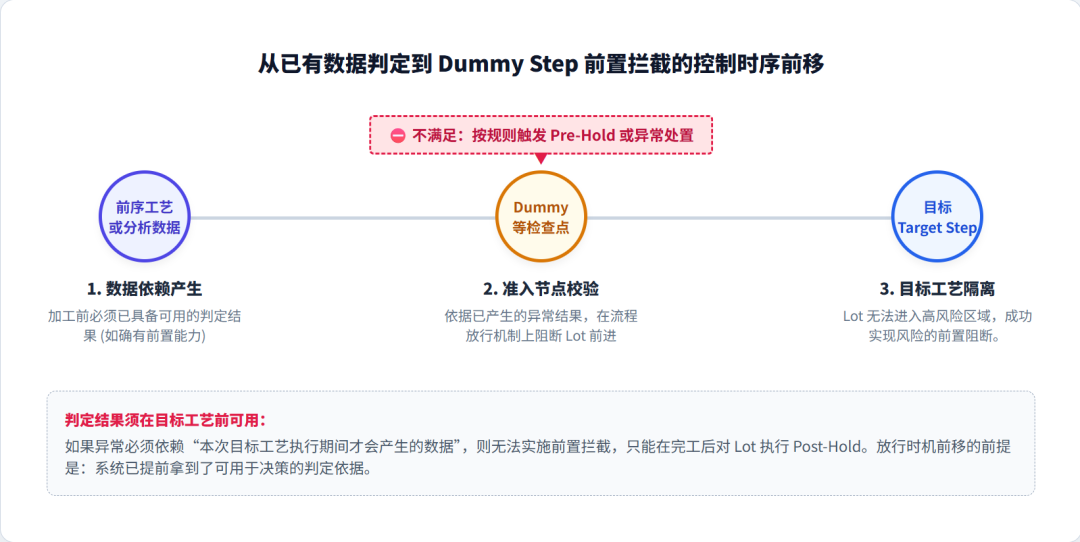 从已有数据判定到 Dummy Step 前置拦截的控制时序前移
不满足：按规则触发 Pre-Hold 或异常处置
前序工艺
或分析数据
Dummy
等检查点
目标
Target Step
1. 数据依赖产生
加工前必须已具备可用的判定结
果 (如确有前置能力)
2. 准入节点校验
依据已产生的异常结果，在流程
放行机制上阻断 Lot 前进
3. 目标工艺隔离
Lot 无法进入高风险区域，成功
实现风险的前置阻断。
判定结果须在目标工艺前可用：
如果异常必须依赖“本次目标工艺执行期间才会产生的数据”，则无法实施前置拦截，只能在完工后对 Lot 执行 Post-Hold。放行时机前移的前提
是：系统已提前拿到了可用于决策的判定依据。